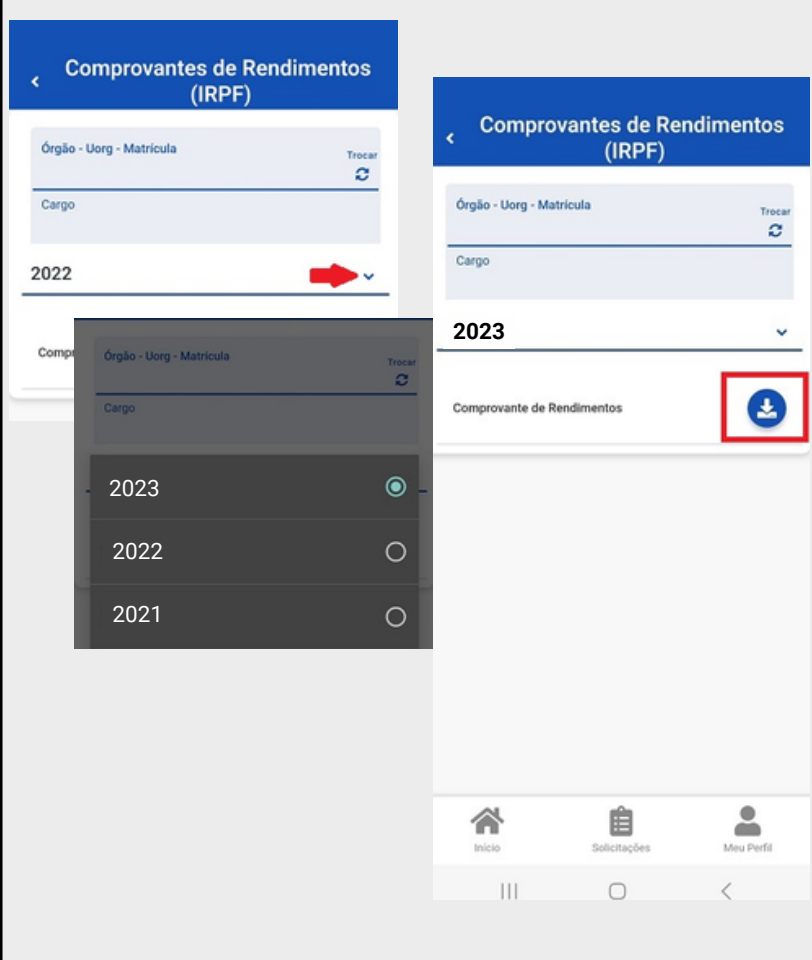 Comprovantes de Rendimentos
(IRPF)
Órgão - Uorg - Matrícula
Trocar
Cargo
2022
Compr
Órgão - Uorg - Matrícula
Trocar
Cargo
2023
2022
2021
Comprovantes de Rendimentos
(IRPF)
Órgão - Uorg - Matrícula
Trocar
Cargo
2023
Comprovante de Rendimentos
Início
Solicitações
Meu Perfil